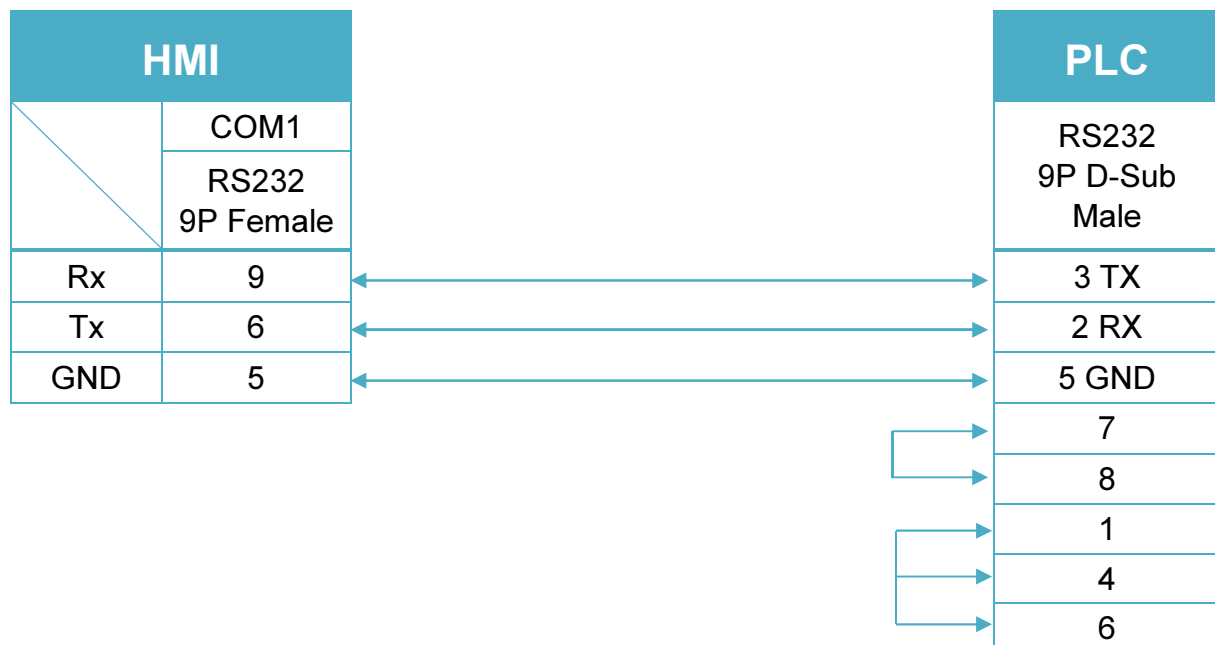 HMI
PLC
COM1
RS232
9P Female
RS232
9P D-Sub
Male
Rx 9 3 TX
Tx 6 2 RX
GND 5 5 GND
7
8
1
4
6